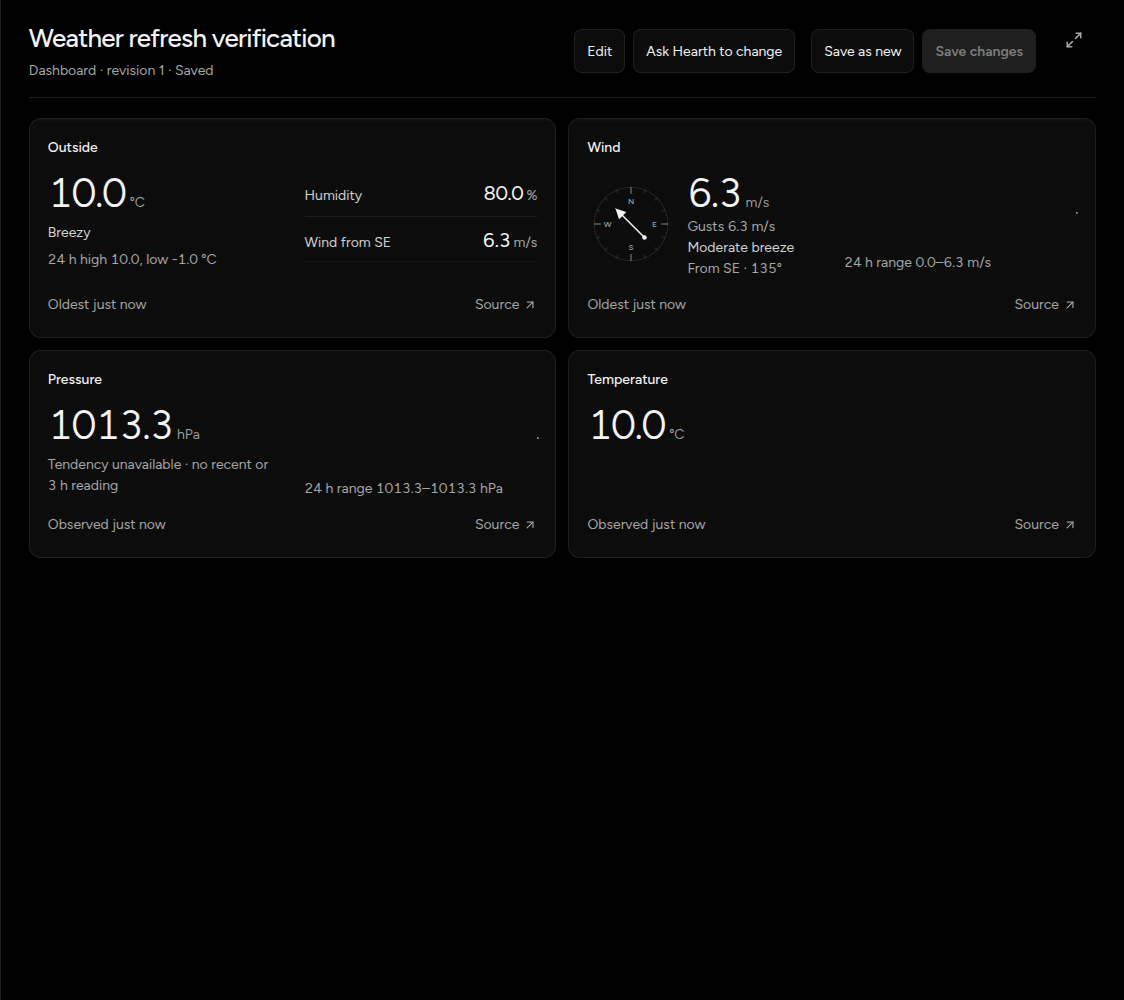 Weather refresh verification
Dashboard · revision 1 · Saved
Edit
Ask Hearth to change
Save as new
Save changes
Outside
10.0 °C
Breezy
24 h high 10.0, low -1.0 °C
Humidity 80.0 %
Wind from SE 6.3 m/s
Oldest just now
Source
Wind
N
W E
S
6.3 m/s
Gusts 6.3 m/s
Moderate breeze
From SE · 135°
24 h range 0.0–6.3 m/s
Oldest just now
Source
Pressure
1013.3 hPa
Tendency unavailable · no recent or
3 h reading
24 h range 1013.3–1013.3 hPa
Observed just now
Source
Temperature
10.0 °C
Observed just now
Source